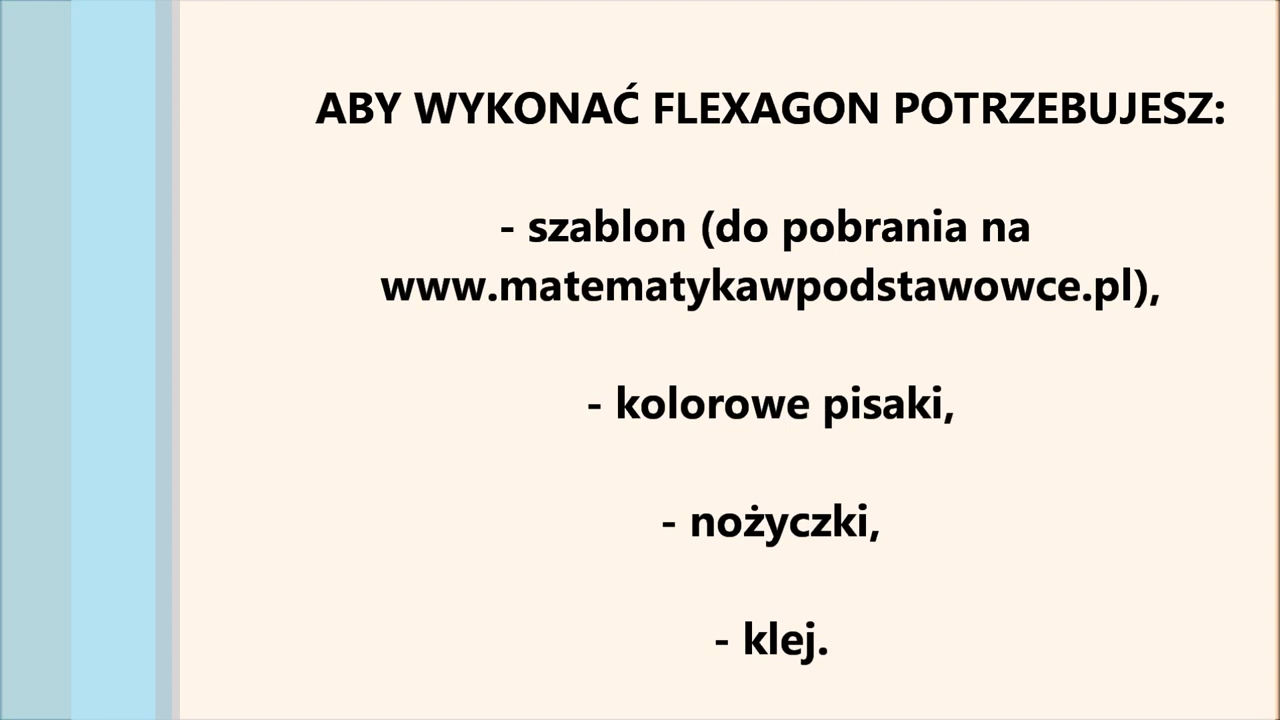 ABY WYKONAĆ FLEXAGON POTRZEBUJESZ:
- szablon (do pobrania na
www.matematykawpodstawowce.pl),
- kolorowe pisaki,
- nożyczki,
- klej.